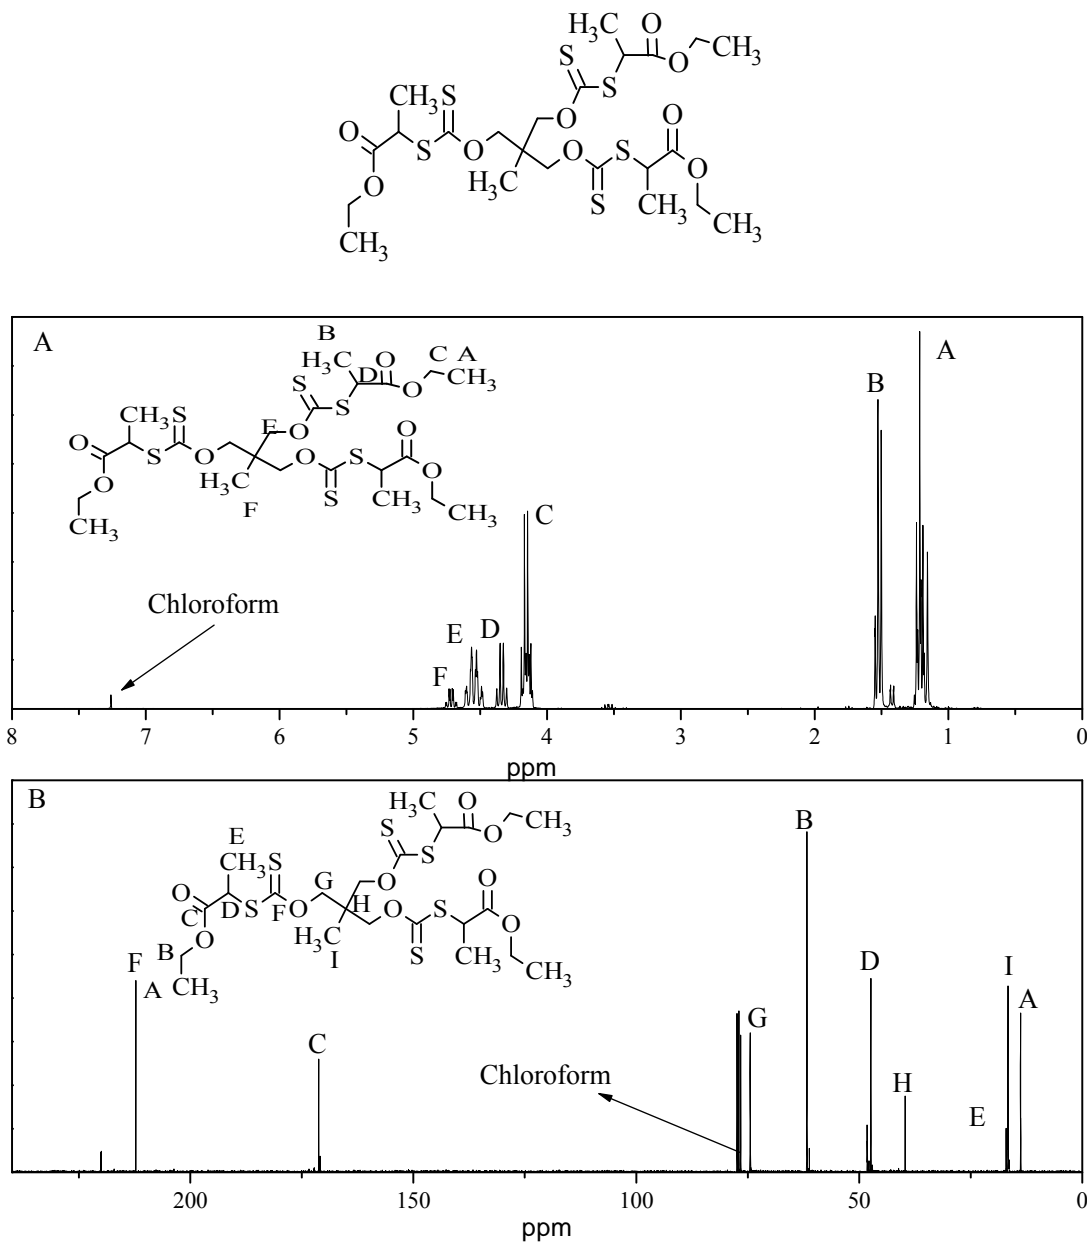 H₃C O
S O CH₃
S
CH₃ S O
O S O O S O
H₃C S CH₃
O
CH₃ CH₃
A
B
H₃C O C A
S D O CH₃
S
CH₃ S E O O
O S O O S O
H₃C S CH₃
O F
CH₃ CH₃
A
B
C
Chloroform
E D
F
8 7 6 5 4 3 2 1 0
ppm
B
H₃C O
S O CH₃
E S
CH₃ S O O
O G
C D S F O H O S O
H₃C S CH₃
B O I
A CH₃ CH₃
F
B
D I
A
G
C
Chloroform
H
E
200 150 100 50 0
ppm